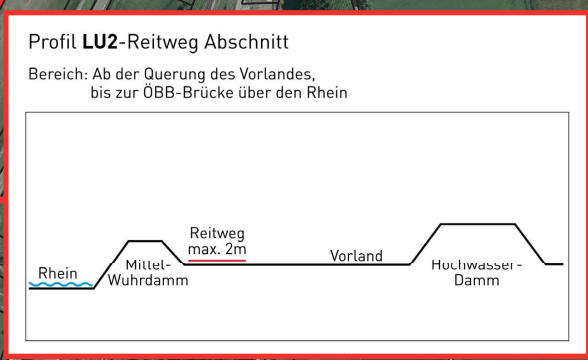 Profil LU2-Reitweg Abschnitt
Bereich: Ab der Querung des Vorlandes,
bis zur ÖBB-Brücke über den Rhein
Reitweg
max. 2m
Rhein
Mittel-
Wuhrdamm
Vorland
Hochwasser-
Damm